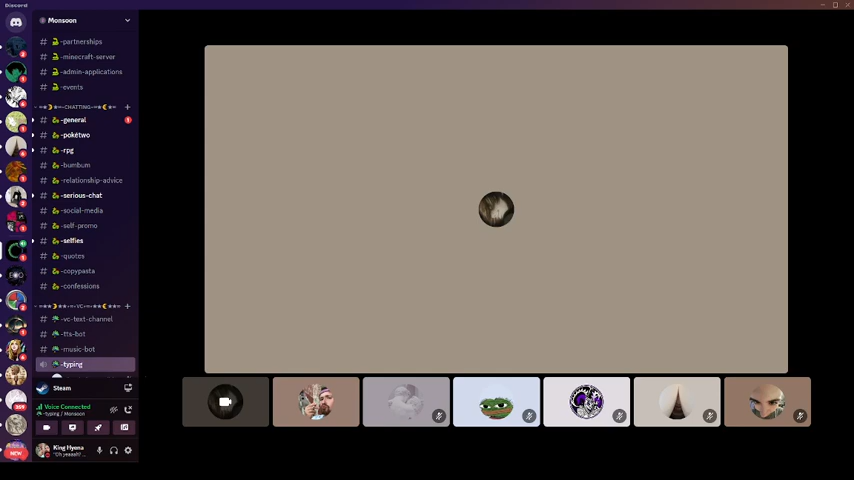 Discord
Monsoon
-partnerships
-minecraft-server
-admin-applications
-events
CHATTING
-general
1
-pokétwo
-rpg
-bumbum
-relationship-advice
-serious-chat
-social-media
-self-promo
-selfies
-quotes
-copypasta
-confessions
VC
-vc-text-channel
-tts-bot
-music-bot
-typing
Steam
Voice Connected
-typing / Monsoon
NEW
King Hyena